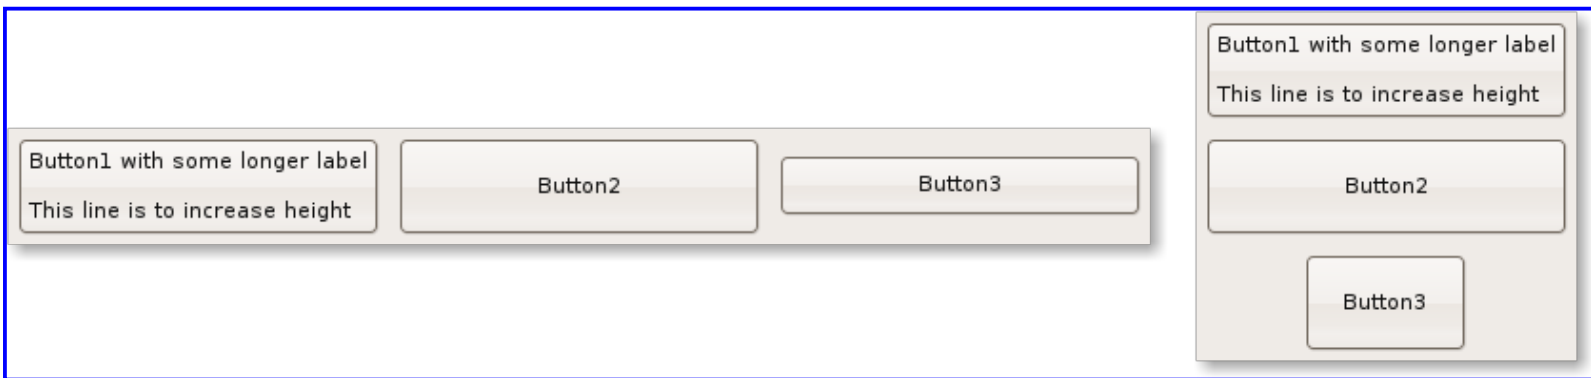 Button1 with some longer label
This line is to increase height
Button2
Button3
Button1 with some longer label
This line is to increase height
Button2
Button3